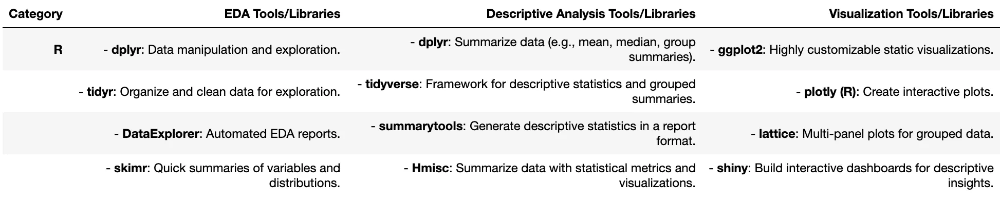 Category EDA Tools/Libraries Descriptive Analysis Tools/Libraries Visualization Tools/Libraries
R - dplyr: Data manipulation and exploration. - dplyr: Summarize data (e.g., mean, median, group
summaries). - ggplot2: Highly customizable static visualizations.
- tidyr: Organize and clean data for exploration. - tidyverse: Framework for descriptive statistics and grouped
summaries. - plotly (R): Create interactive plots.
- DataExplorer: Automated EDA reports. - summarytools: Generate descriptive statistics in a report
format. - lattice: Multi-panel plots for grouped data.
- skimr: Quick summaries of variables and
distributions. - Hmisc: Summarize data with statistical metrics and
visualizations. - shiny: Build interactive dashboards for descriptive
insights.